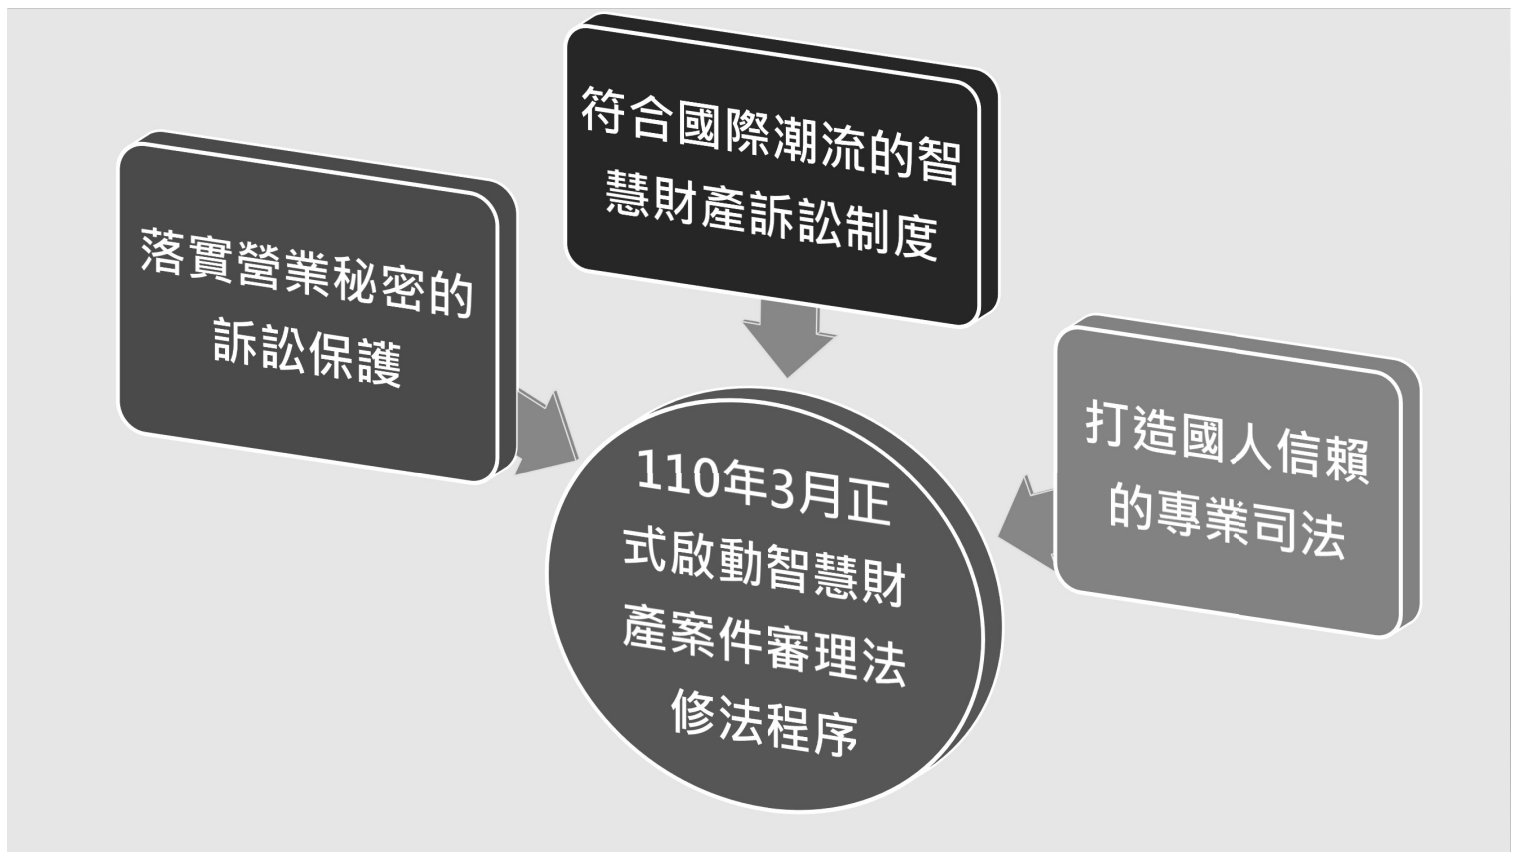 符合國際潮流的智
慧財產訴訟制度
落實營業秘密的
訴訟保護
打造國人信賴
的專業司法
110年3月正
式啟動智慧財
產案件審理法
修法程序